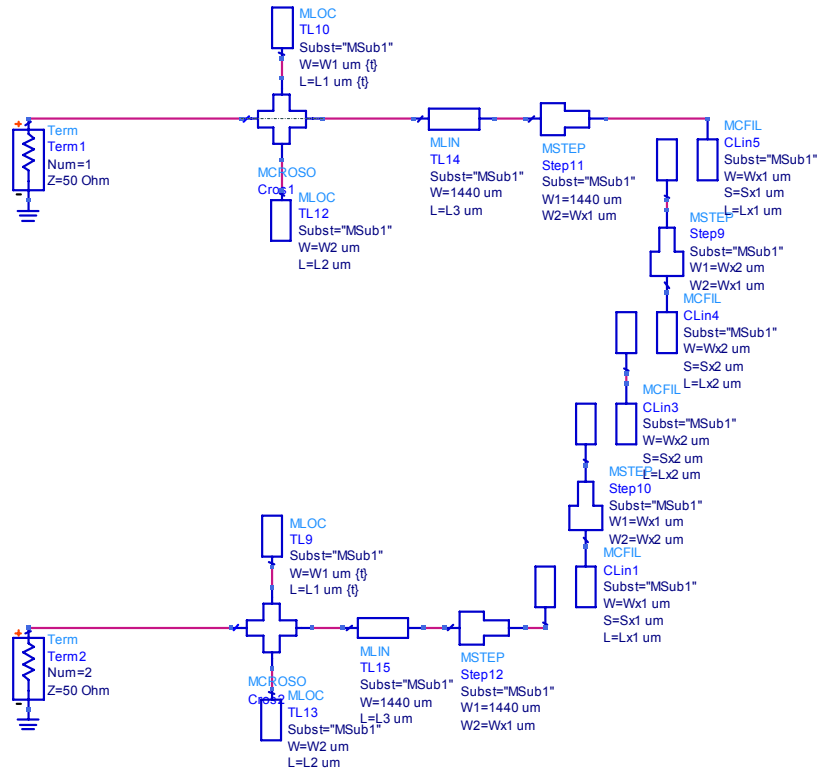 MLOC
TL10
Subst="MSub1"
W=W1 um {t}
L=L1 um {t}
+
Term
Term1
Num=1
Z=50 Ohm
-
MCROSO
Cros1
MLOC
TL12
Subst="MSub1"
W=W2 um
L=L2 um
MLIN
TL14
Subst="MSub1"
W=1440 um
L=L3 um
MSTEP
Step11
Subst="MSub1"
W1=1440 um
W2=Wx1 um
MCFIL
CLin5
Subst="MSub1"
W=Wx1 um
S=Sx1 um
L=Lx1 um
MSTEP
Step9
Subst="MSub1"
W1=Wx2 um
W2=Wx1 um
MCFIL
CLin4
Subst="MSub1"
W=Wx2 um
S=Sx2 um
L=Lx2 um
MCFIL
CLin3
Subst="MSub1"
W=Wx2 um
S=Sx2 um
L=Lx2 um
MSTEP
Step10
Subst="MSub1"
W1=Wx1 um
W2=Wx2 um
MCFIL
CLin1
Subst="MSub1"
W=Wx1 um
S=Sx1 um
L=Lx1 um
MLOC
TL9
Subst="MSub1"
W=W1 um {t}
L=L1 um {t}
+
Term
Term2
Num=2
Z=50 Ohm
-
MCROSO
Cros2
MLOC
TL13
Subst="MSub1"
W=W2 um
L=L2 um
MLIN
TL15
Subst="MSub1"
W=1440 um
L=L3 um
MSTEP
Step12
Subst="MSub1"
W1=1440 um
W2=Wx1 um